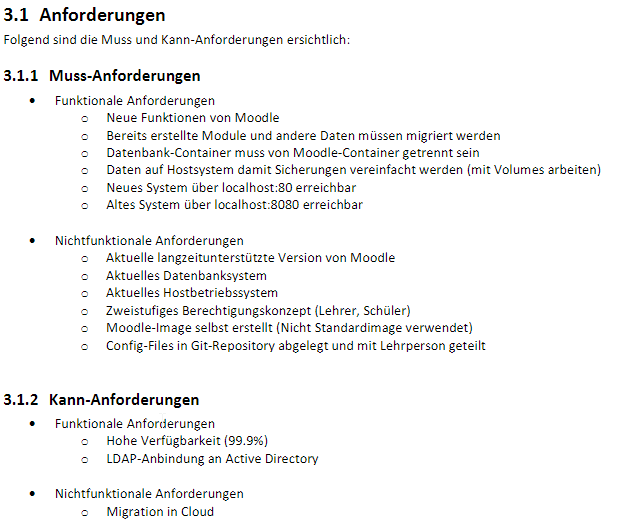 3.1 Anforderungen
Folgend sind die Muss und Kann-Anforderungen ersichtlich:
3.1.1 Muss-Anforderungen
• Funktionale Anforderungen
o Neue Funktionen von Moodle
o Bereits erstellte Module und andere Daten müssen migriert werden
o Datenbank-Container muss von Moodle-Container getrennt sein
o Daten auf Hostsystem damit Sicherungen vereinfacht werden (mit Volumes arbeiten)
o Neues System über localhost:80 erreichbar
o Altes System über localhost:8080 erreichbar
• Nichtfunktionale Anforderungen
o Aktuelle langzeitunterstützte Version von Moodle
o Aktuelles Datenbanksystem
o Aktuelles Hostbetriebssystem
o Zweistufiges Berechtigungskonzept (Lehrer, Schüler)
o Moodle-Image selbst erstellt (Nicht Standardimage verwendet)
o Config-Files in Git-Repository abgelegt und mit Lehrperson geteilt
3.1.2 Kann-Anforderungen
• Funktionale Anforderungen
o Hohe Verfügbarkeit (99.9%)
o LDAP-Anbindung an Active Directory
• Nichtfunktionale Anforderungen
o Migration in Cloud